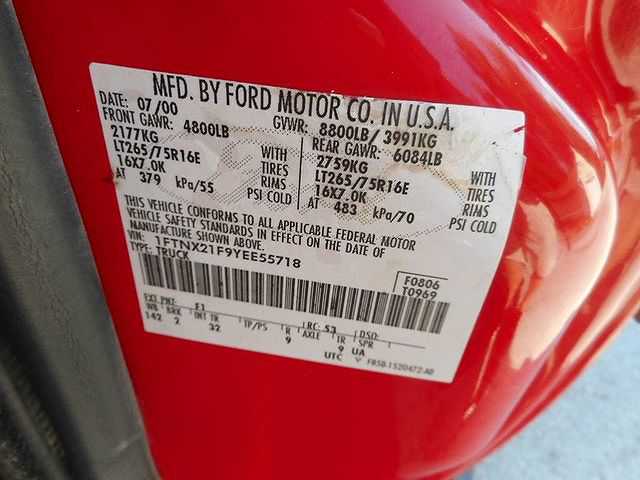 MFD. BY FORD MOTOR CO. IN U.S.A.
DATE: 07/00 GVWR: 8800LB/3991KG
FRONT GAWR: 4800LB REAR GAWR: 6084LB
2177KG WITH 2759KG WITH
LT265/75R16E TIRES LT265/75R16E TIRES
16X7.0K RIMS 16X7.0K RIMS
AT 379 kPa/55 PSI COLD AT 483 kPa/70 PSI COLD
THIS VEHICLE CONFORMS TO ALL APPLICABLE FEDERAL MOTOR
VEHICLE SAFETY STANDARDS IN EFFECT ON THE DATE OF
MANUFACTURE SHOWN ABOVE.
VIN: 1FTNX21F9YEE55718
TYPE: TRUCK
F0806
T0969
EXT PNT: E1 RC: 53 DSO:
WB BRK INT TR TP/PS R AXLE TR SPR
142 2 32 9 9 UA
UTC